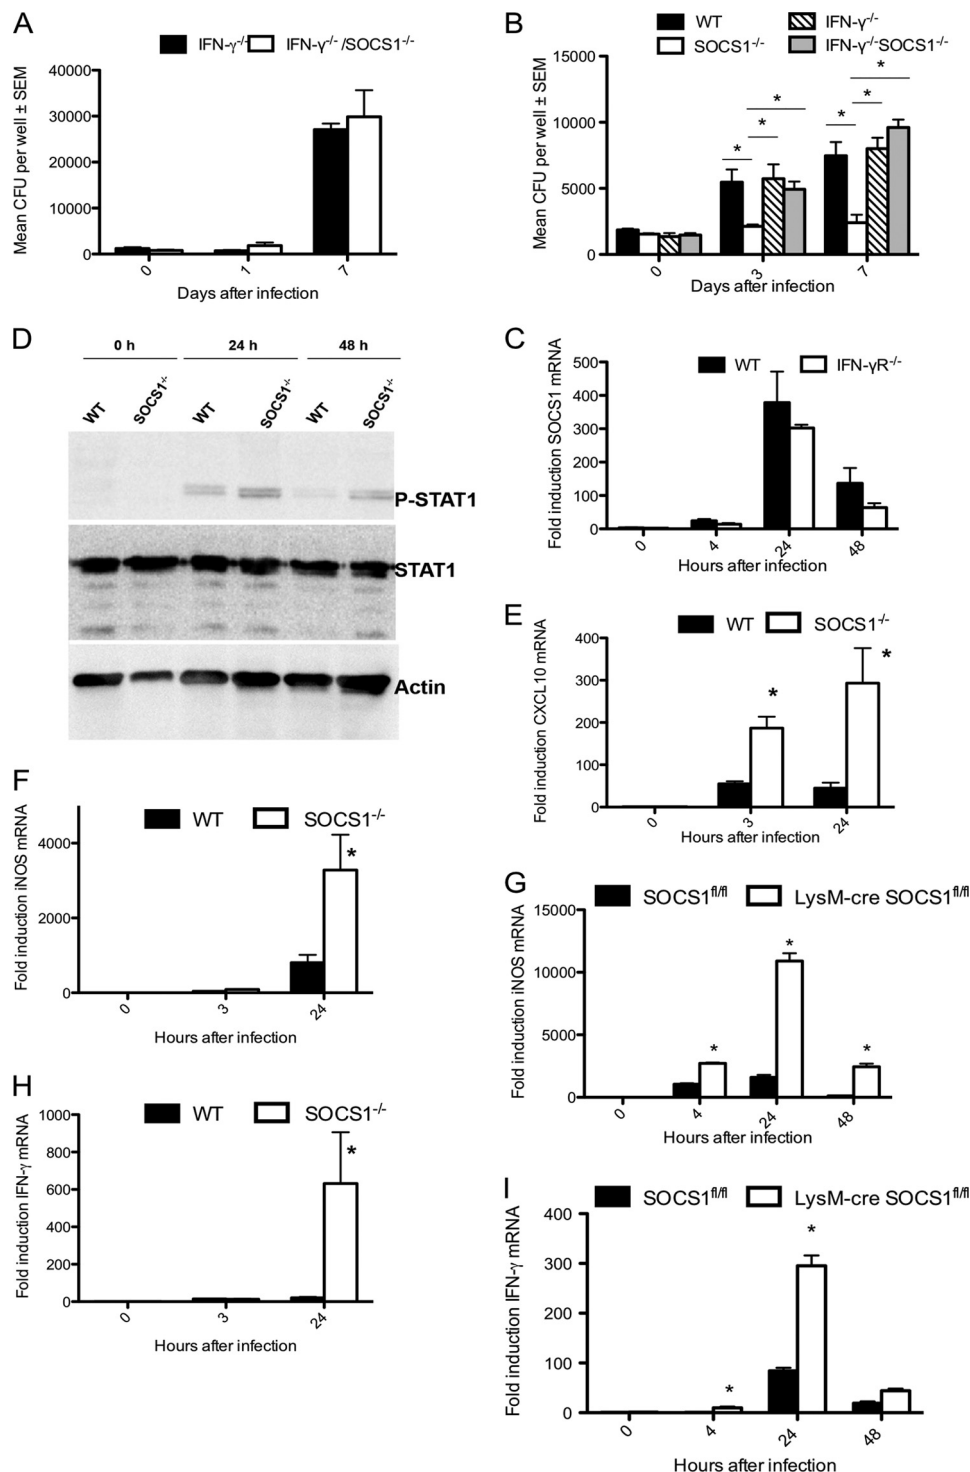 A
IFN-γ-/- IFN-γ-/-/SOCS1-/-
Mean CFU per well ± SEM
40000
30000
20000
10000
0
0 1 7
Days after infection
B
WT IFN-γ-/-
SOCS1-/- IFN-γ-/-SOCS1-/-
Mean CFU per well ± SEM
15000
10000
5000
0
* * * * * *
0 3 7
Days after infection
D
0 h 24 h 48 h
WT SOCS1-/- WT SOCS1-/- WT SOCS1-/-
P-STAT1
STAT1
Actin
C
WT IFN-γR-/-
Fold induction SOCS1 mRNA
500
400
300
200
100
0
0 4 24 48
Hours after infection
E
WT SOCS1-/-
Fold induction CXCL10 mRNA
400
300
200
100
0
* *
0 3 24
Hours after infection
F
WT SOCS1-/-
Fold induction iNOS mRNA
4000
2000
0
*
0 3 24
Hours after infection
G
SOCS1fl/fl LysM-cre SOCS1fl/fl
Fold induction iNOS mRNA
15000
10000
5000
0
* * *
0 4 24 48
Hours after infection
H
WT SOCS1-/-
Fold induction IFN-γ mRNA
1000
800
600
400
200
0
*
0 3 24
Hours after infection
I
SOCS1fl/fl LysM-cre SOCS1fl/fl
Fold induction IFN-γ mRNA
400
300
200
100
0
* *
0 4 24 48
Hours after infection